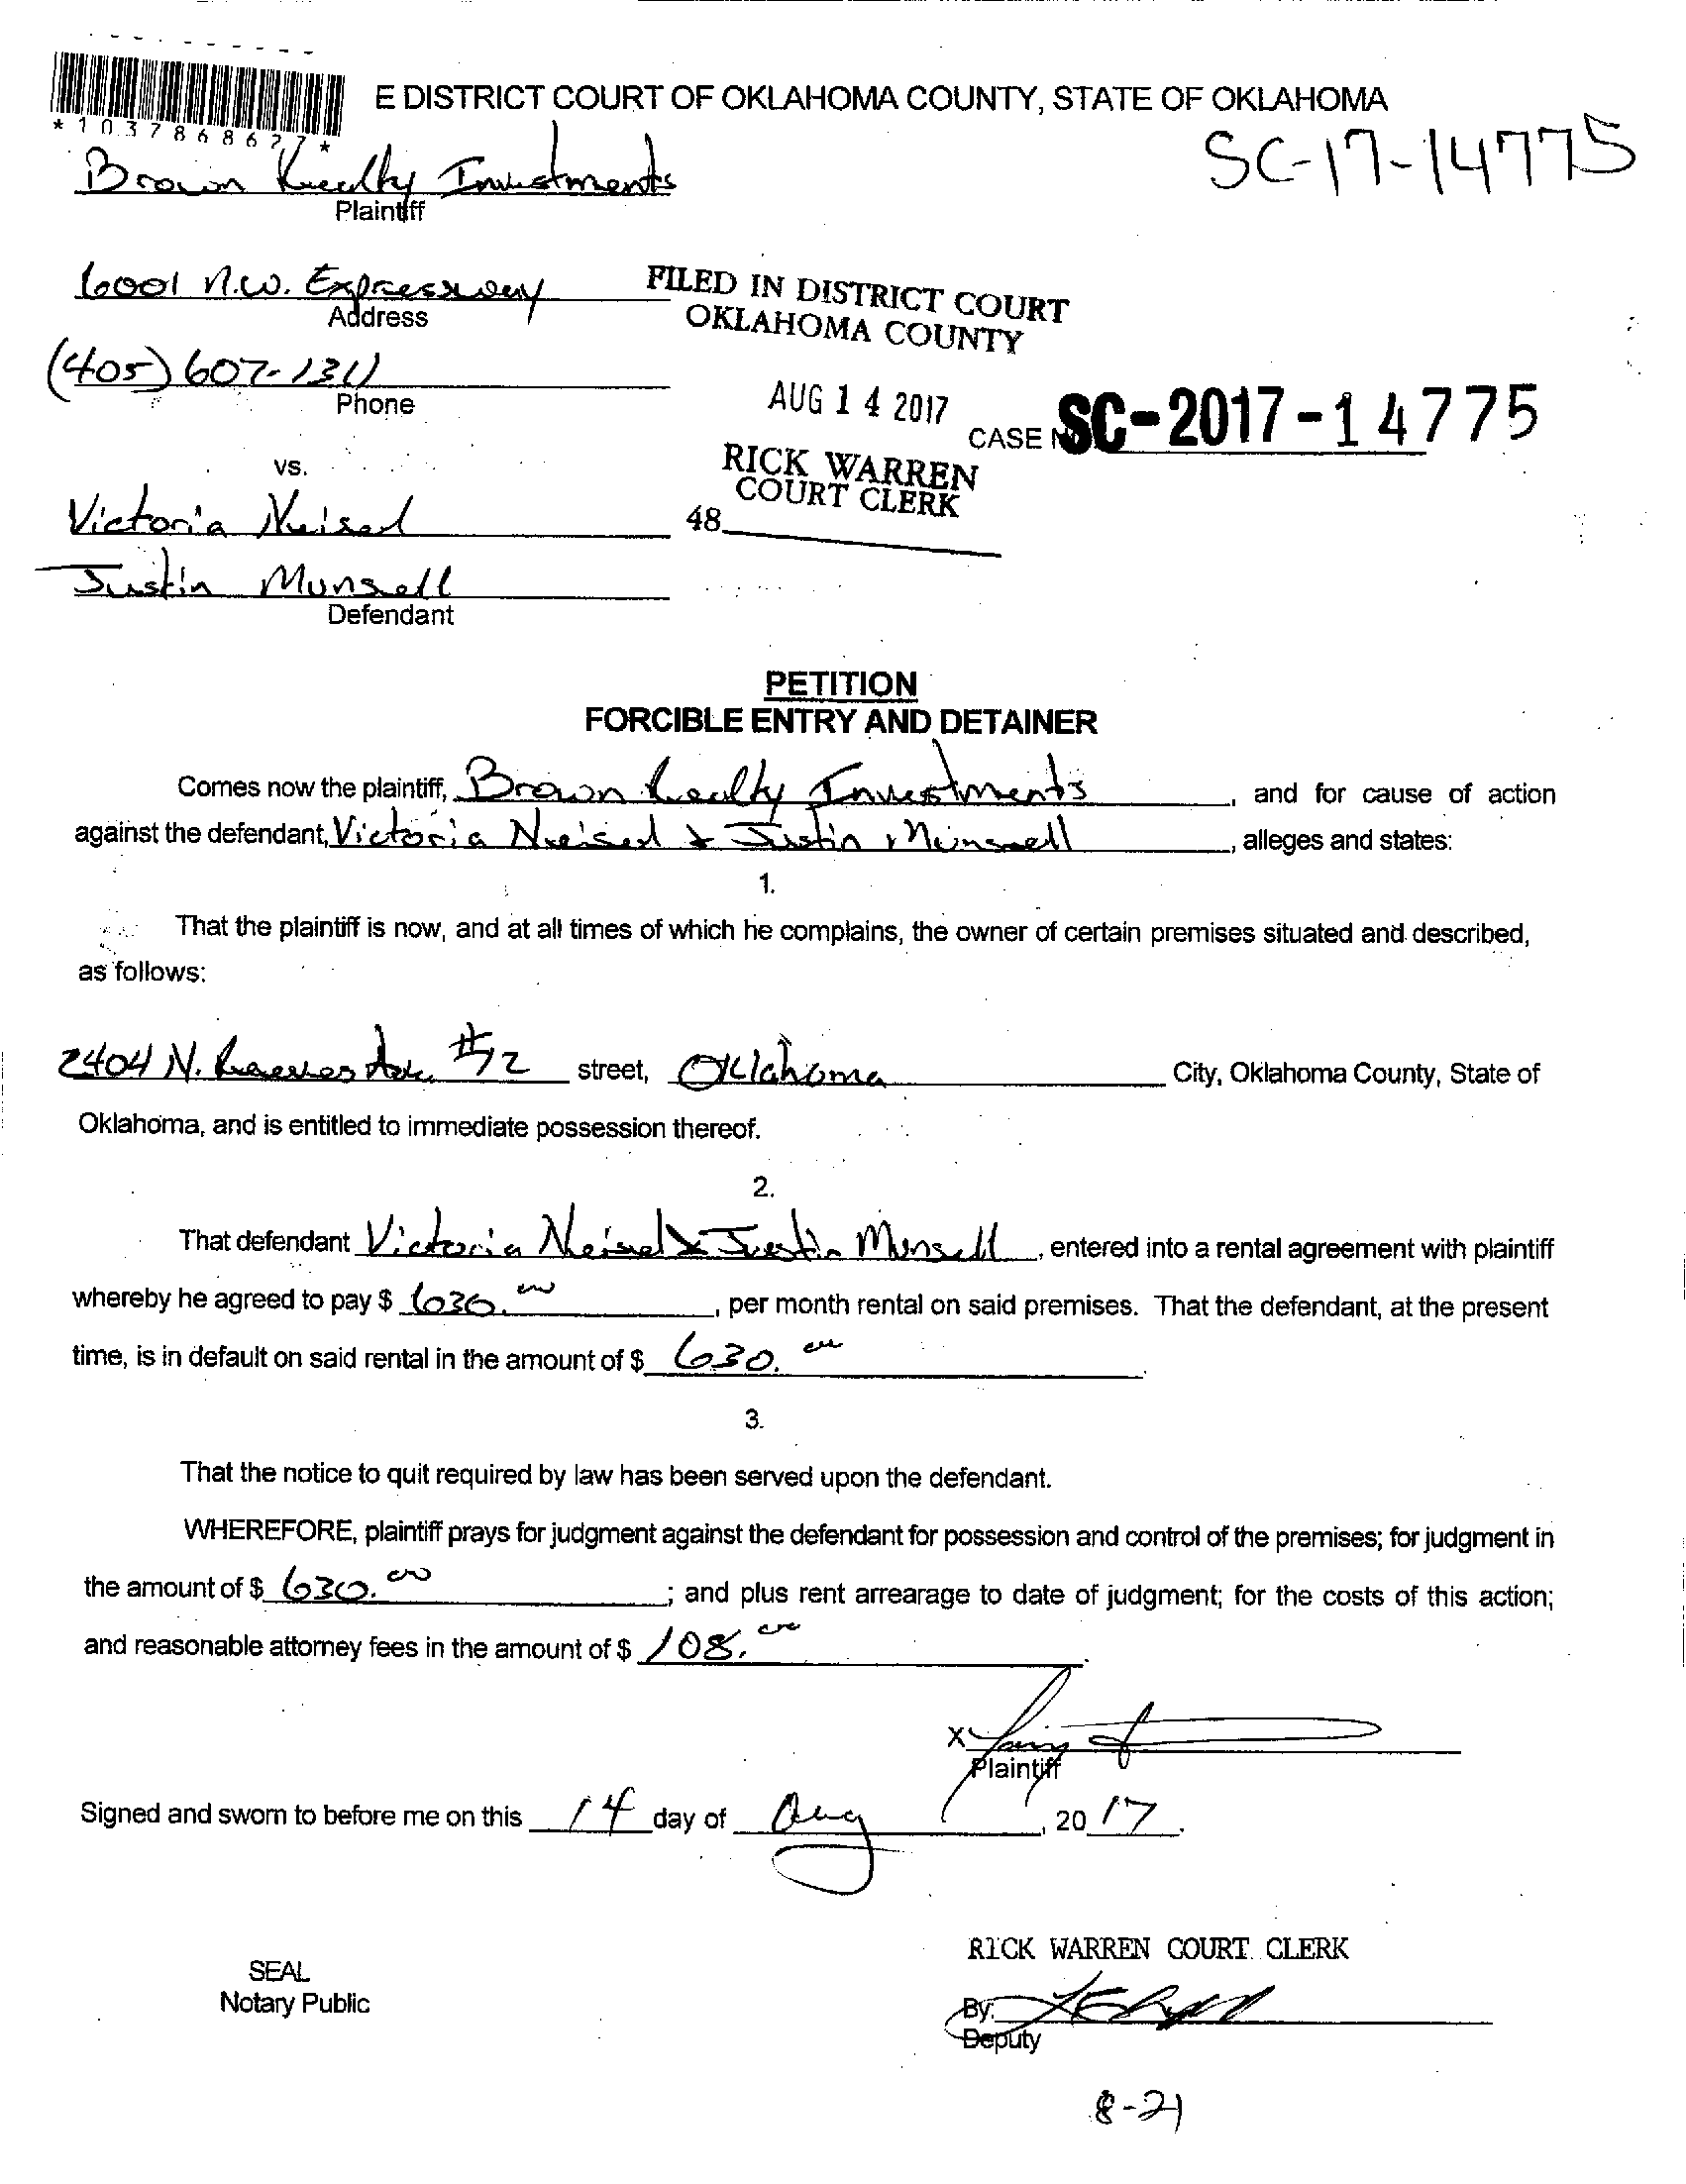 E DISTRICT COURT OF OKLAHOMA COUNTY, STATE OF OKLAHOMA
*1037868627*
SC-17-14775
Brown Realty Investments
Plaintiff
6001 N.W. Expressway
Address
FILED IN DISTRICT COURT
OKLAHOMA COUNTY
(405) 607-1311
Phone
AUG 14 2017
CASE N SC-2017-14775
RICK WARREN
COURT CLERK
vs.
48
Victoria Neisel
Justin Munsell
Defendant
PETITION
FORCIBLE ENTRY AND DETAINER
Comes now the plaintiff, Brown Realty Investments, and for cause of action
against the defendant, Victoria Neisel & Justin Munsell, alleges and states:
1.
That the plaintiff is now, and at all times of which he complains, the owner of certain premises situated and described,
as follows:
2404 N. #12 street, Oklahoma City, Oklahoma County, State of
Oklahoma, and is entitled to immediate possession thereof.
2.
That defendant Victoria Neisel & Justin Munsell, entered into a rental agreement with plaintiff
whereby he agreed to pay $ 630.00, per month rental on said premises. That the defendant, at the present
time, is in default on said rental in the amount of $ 630.00
3.
That the notice to quit required by law has been served upon the defendant.
WHEREFORE, plaintiff prays for judgment against the defendant for possession and control of the premises; for judgment in
the amount of $ 630.00; and plus rent arrearage to date of judgment; for the costs of this action;
and reasonable attorney fees in the amount of $ 108.00.
X
Plaintiff
Signed and sworn to before me on this 14 day of Aug, 2017.
RICK WARREN COURT CLERK
SEAL
Notary Public
By:
Deputy
8-21